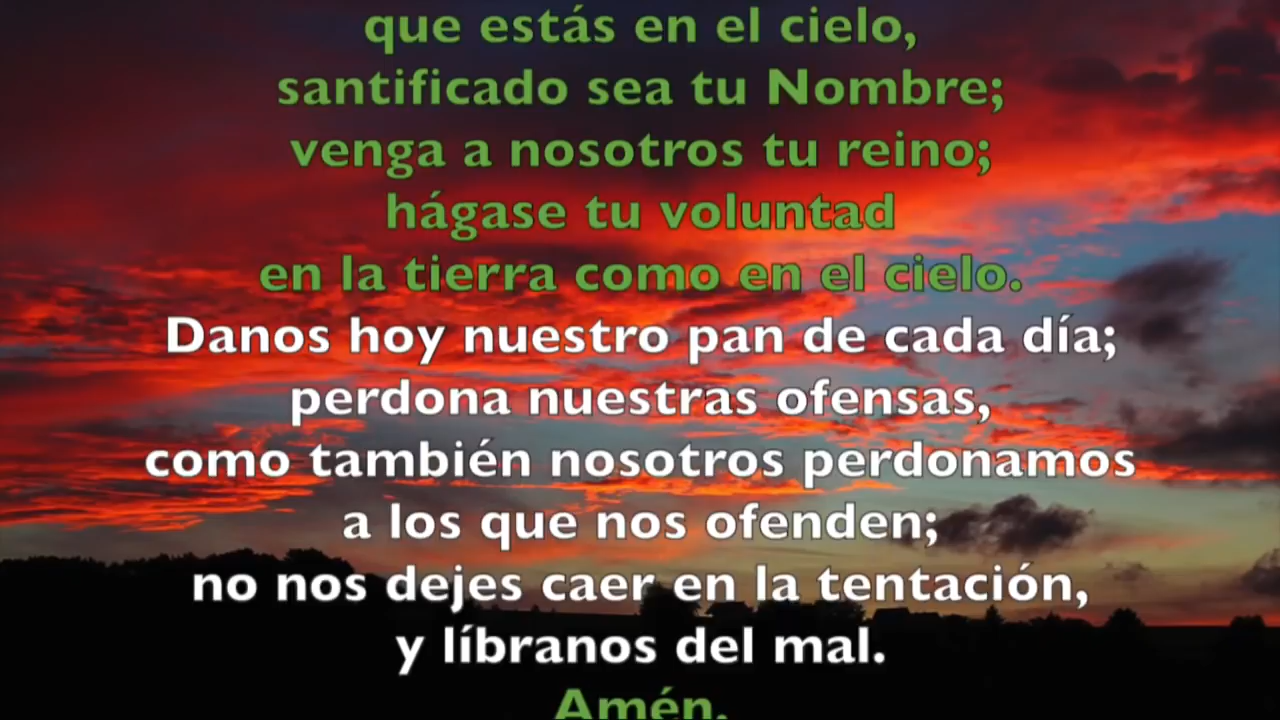 que estás en el cielo,
santificado sea tu Nombre;
venga a nosotros tu reino;
hágase tu voluntad
en la tierra como en el cielo.
Danos hoy nuestro pan de cada día;
perdona nuestras ofensas,
como también nosotros perdonamos
a los que nos ofenden;
no nos dejes caer en la tentación,
y líbranos del mal.
Amén.